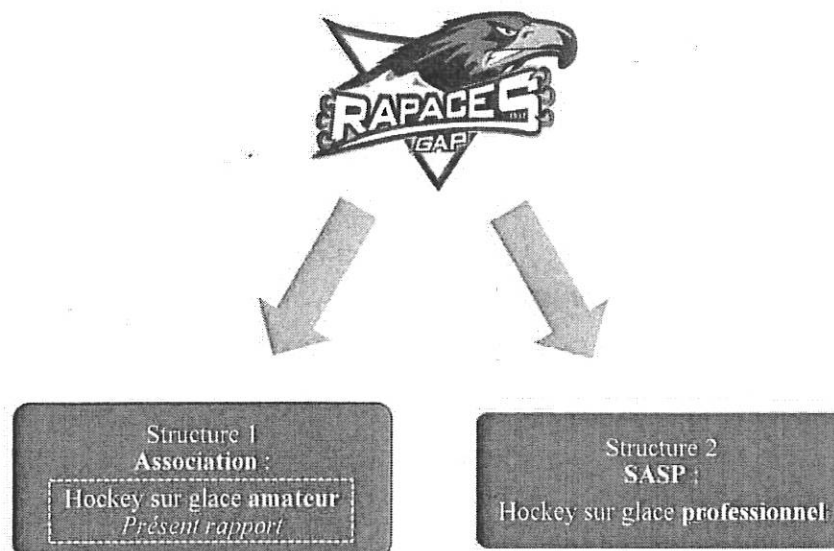 RAPACES
GAP
Structure 1
Association :
Hockey sur glace amateur
Présent rapport
Structure 2
SASP :
Hockey sur glace professionnel